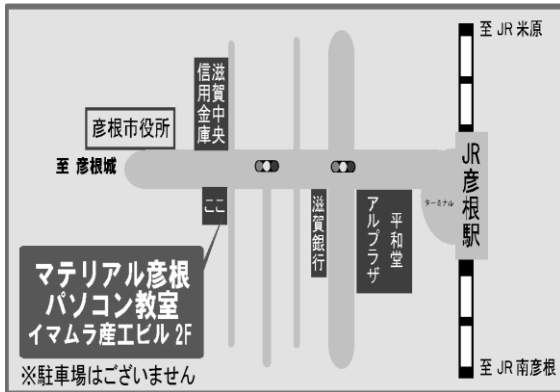 至 JR 米原
滋賀中央
信用金庫
彦根市役所
至 彦根城
JR彦根駅
ターミナル
ここ
滋賀銀行
平和堂
アルプラザ
マテリアル彦根
パソコン教室
イマムラ産工ビル 2F
※駐車場はございません
至 JR 南彦根